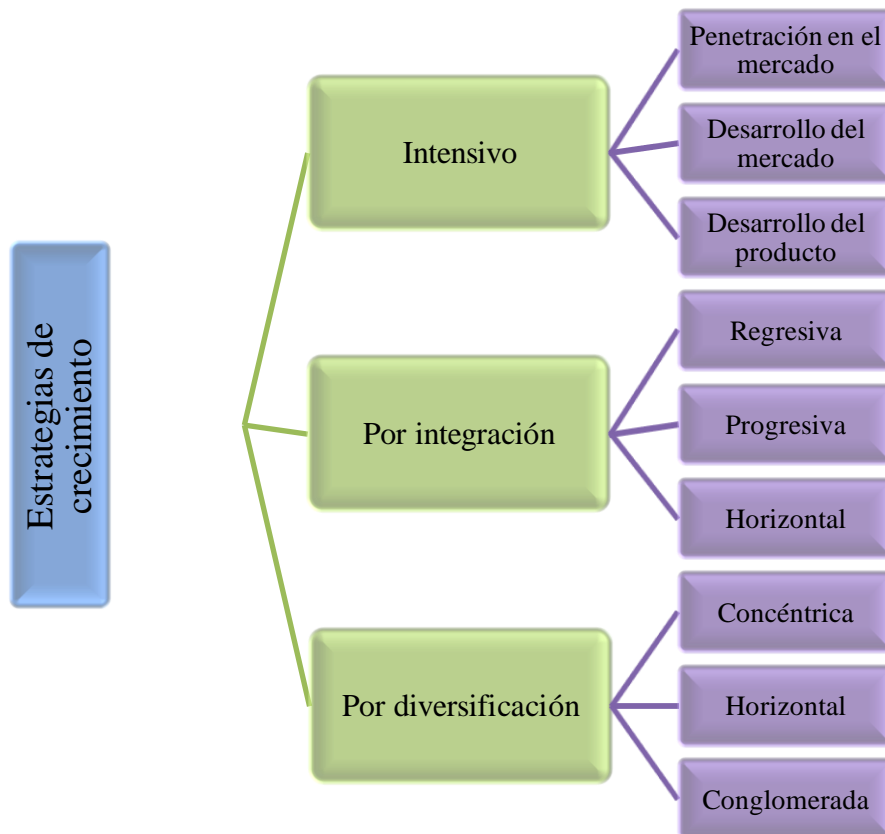 Estrategias de
crecimiento
Intensivo
Penetración en el
mercado
Desarrollo del
mercado
Desarrollo del
producto
Por integración
Regresiva
Progresiva
Horizontal
Por diversificación
Concéntrica
Horizontal
Conglomerada